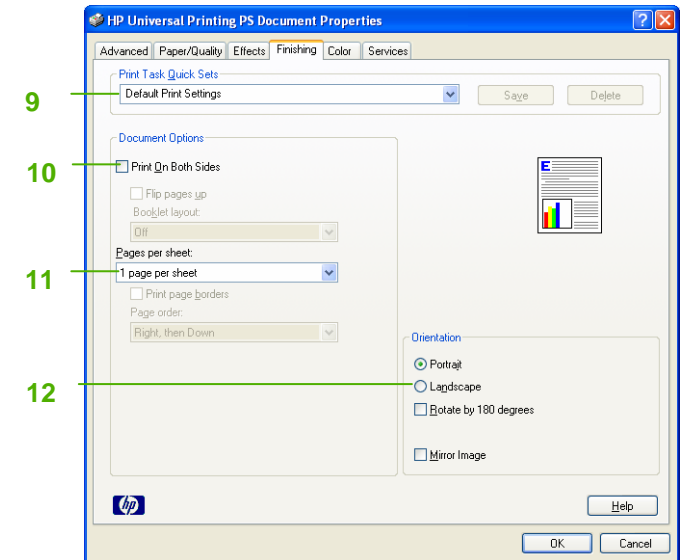 HP Universal Printing PS Document Properties
Advanced Paper/Quality Effects Finishing Color Services
Print Task Quick Sets
9
Default Print Settings
Save
Delete
Document Options
10
Print On Both Sides
Flip pages up
Booklet layout:
Off
Pages per sheet:
11
1 page per sheet
Print page borders
Page order:
Right, then Down
E
Orientation
Portrait
12
Landscape
Rotate by 180 degrees
Mirror Image
hp
Help
OK
Cancel